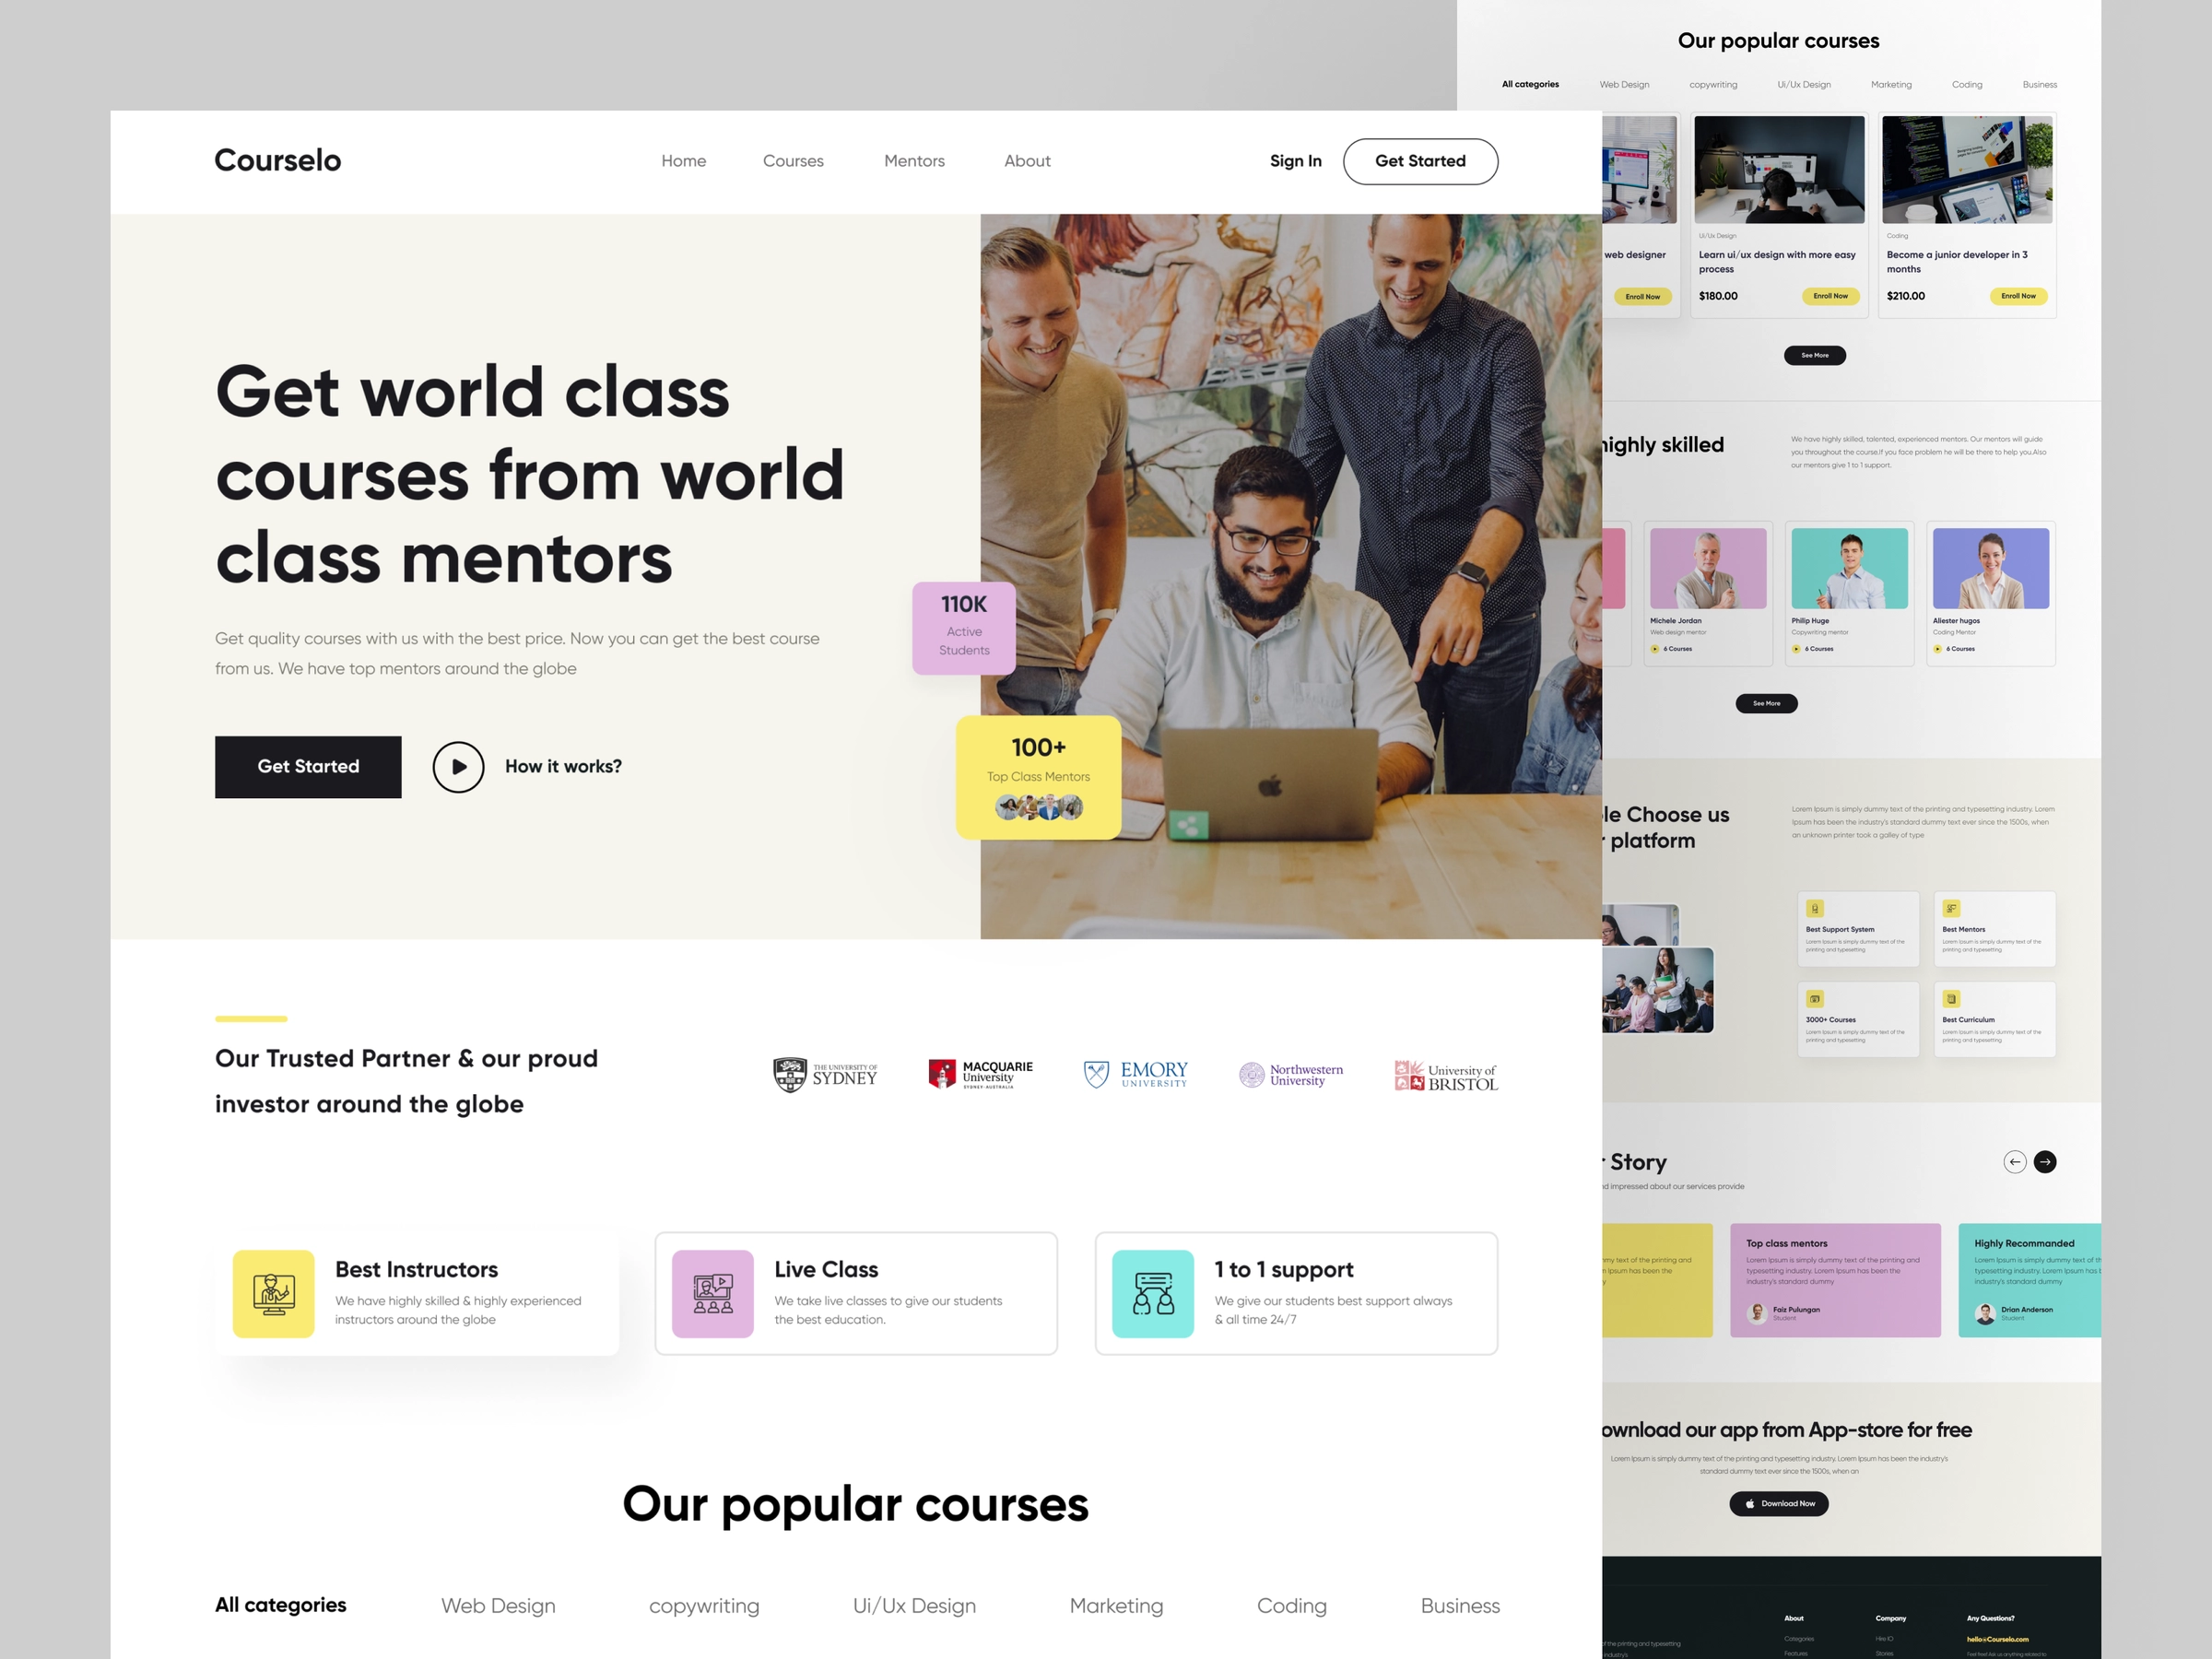 Courselo
Home
Courses
Mentors
About
Sign In
Get Started
Get world class
courses from world
class mentors
Get quality courses with us with the best price. Now you can get the best course
from us. We have top mentors around the globe
Get Started
How it works?
110K
Active
Students
100+
Top Class Mentors
Our Trusted Partner & our proud
investor around the globe
THE UNIVERSITY OF
SYDNEY
MACQUARIE
University
SYDNEY·AUSTRALIA
EMORY
UNIVERSITY
Northwestern
University
University of
BRISTOL
Best Instructors
We have highly skilled & highly experienced
instructors around the globe
Live Class
We take live classes to give our students
the best education.
1 to 1 support
We give our students best support always
& all time 24/7
Our popular courses
All categories
Web Design
copywriting
Ui/Ux Design
Marketing
Coding
Business
Our popular courses
All categories
Web Design
copywriting
Ui/Ux Design
Marketing
Coding
Business
web designer
Enroll Now
Ui/Ux Design
Learn ui/ux design with more easy
process
$180.00
Enroll Now
Coding
Become a junior developer in 3
months
$210.00
Enroll Now
See More
highly skilled
We have highly skilled, talented, experienced mentors. Our mentors will guide
you throughout the course.If you face problem he will be there to help you.Also
our mentors give 1 to 1 support.
Michele Jordan
Web design mentor
6 Courses
Philip Huge
Copywriting mentor
6 Courses
Aliester hugos
Coding Mentor
6 Courses
See More
le Choose us
r platform
Lorem Ipsum is simply dummy text of the printing and typesetting industry. Lorem
Ipsum has been the industry's standard dummy text ever since the 1500s, when
an unknown printer took a galley of type
Best Support System
Lorem Ipsum is simply dummy text of the
printing and typesetting
Best Mentors
Lorem Ipsum is simply dummy text of the
printing and typesetting
3000+ Courses
Lorem Ipsum is simply dummy text of the
printing and typesetting
Best Curriculum
Lorem Ipsum is simply dummy text of the
printing and typesetting
r Story
nd impressed about our services provide
my text of the printing and
Ipsum has been the
Top class mentors
Lorem Ipsum is simply dummy text of the printing and
typesetting industry. Lorem Ipsum has been the
industry's standard dummy
Faiz Pulungan
Student
Highly Recommanded
Lorem Ipsum is simply dummy text of th
typesetting industry. Lorem Ipsum has b
industry's standard dummy
Drian Anderson
Student
ownload our app from App-store for free
Lorem Ipsum is simply dummy text of the printing and typesetting industry. Lorem Ipsum has been the industry's
standard dummy text ever since the 1500s, when an
Download Now
of the printing and typesetting
industry's
About
Categories
Features
Company
Hire IO
Stories
Any Questions?
hello@Courselo.com